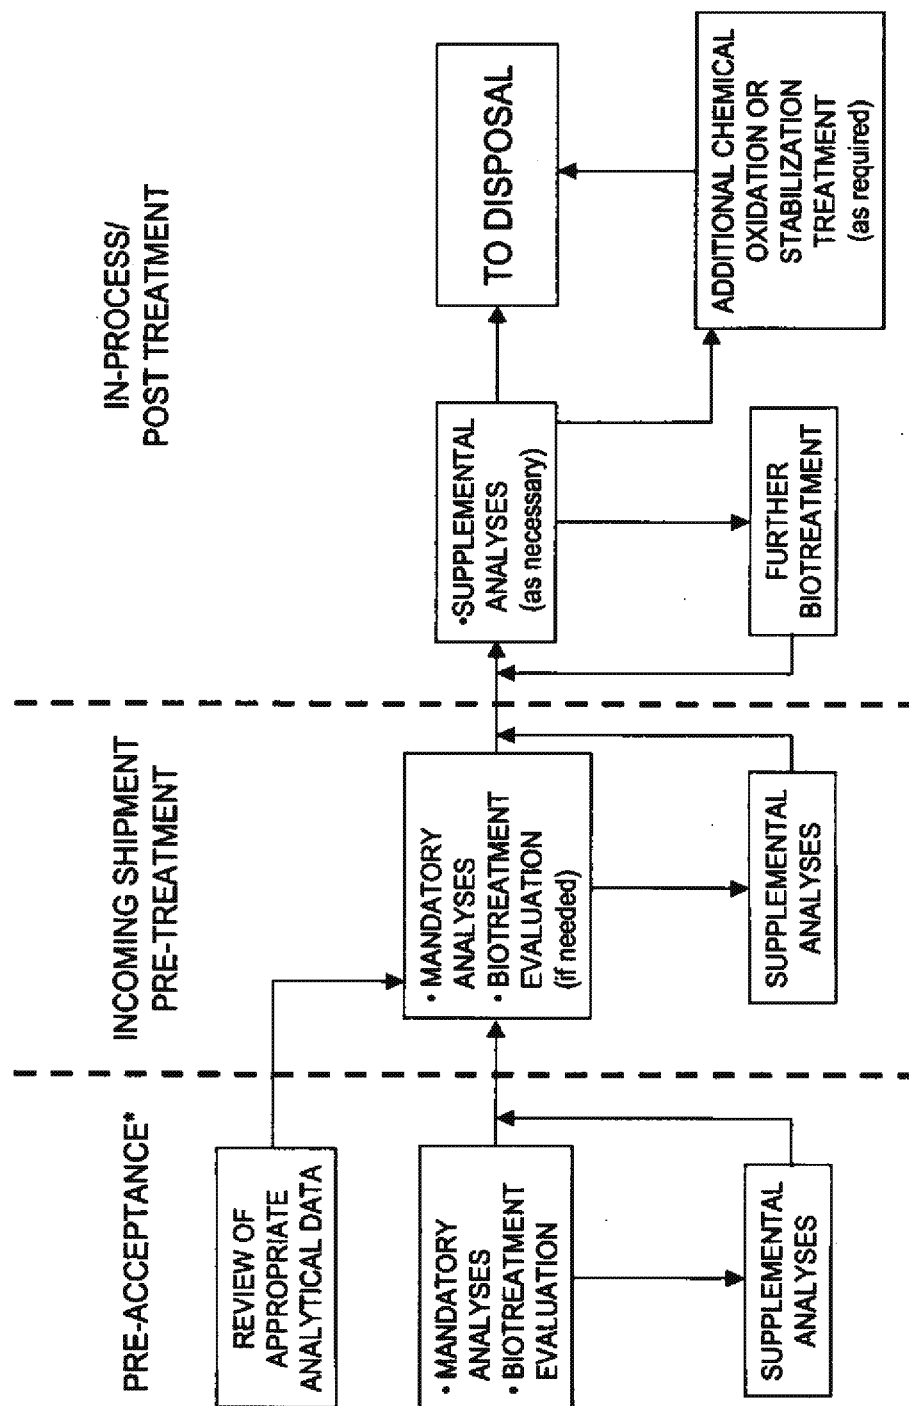 PRE-ACCEPTANCE*
REVIEW OF
APPROPRIATE
ANALYTICAL DATA
• MANDATORY
ANALYSES
• BIOTREATMENT
EVALUATION
SUPPLEMENTAL
ANALYSES
INCOMING SHIPMENT
PRE-TREATMENT
• MANDATORY
ANALYSES
• BIOTREATMENT
EVALUATION
(if needed)
SUPPLEMENTAL
ANALYSES
IN-PROCESS/
POST TREATMENT
•SUPPLEMENTAL
ANALYSES
(as necessary)
FURTHER
BIOTREATMENT
TO DISPOSAL
ADDITIONAL CHEMICAL
OXIDATION OR
STABILIZATION
TREATMENT
(as required)